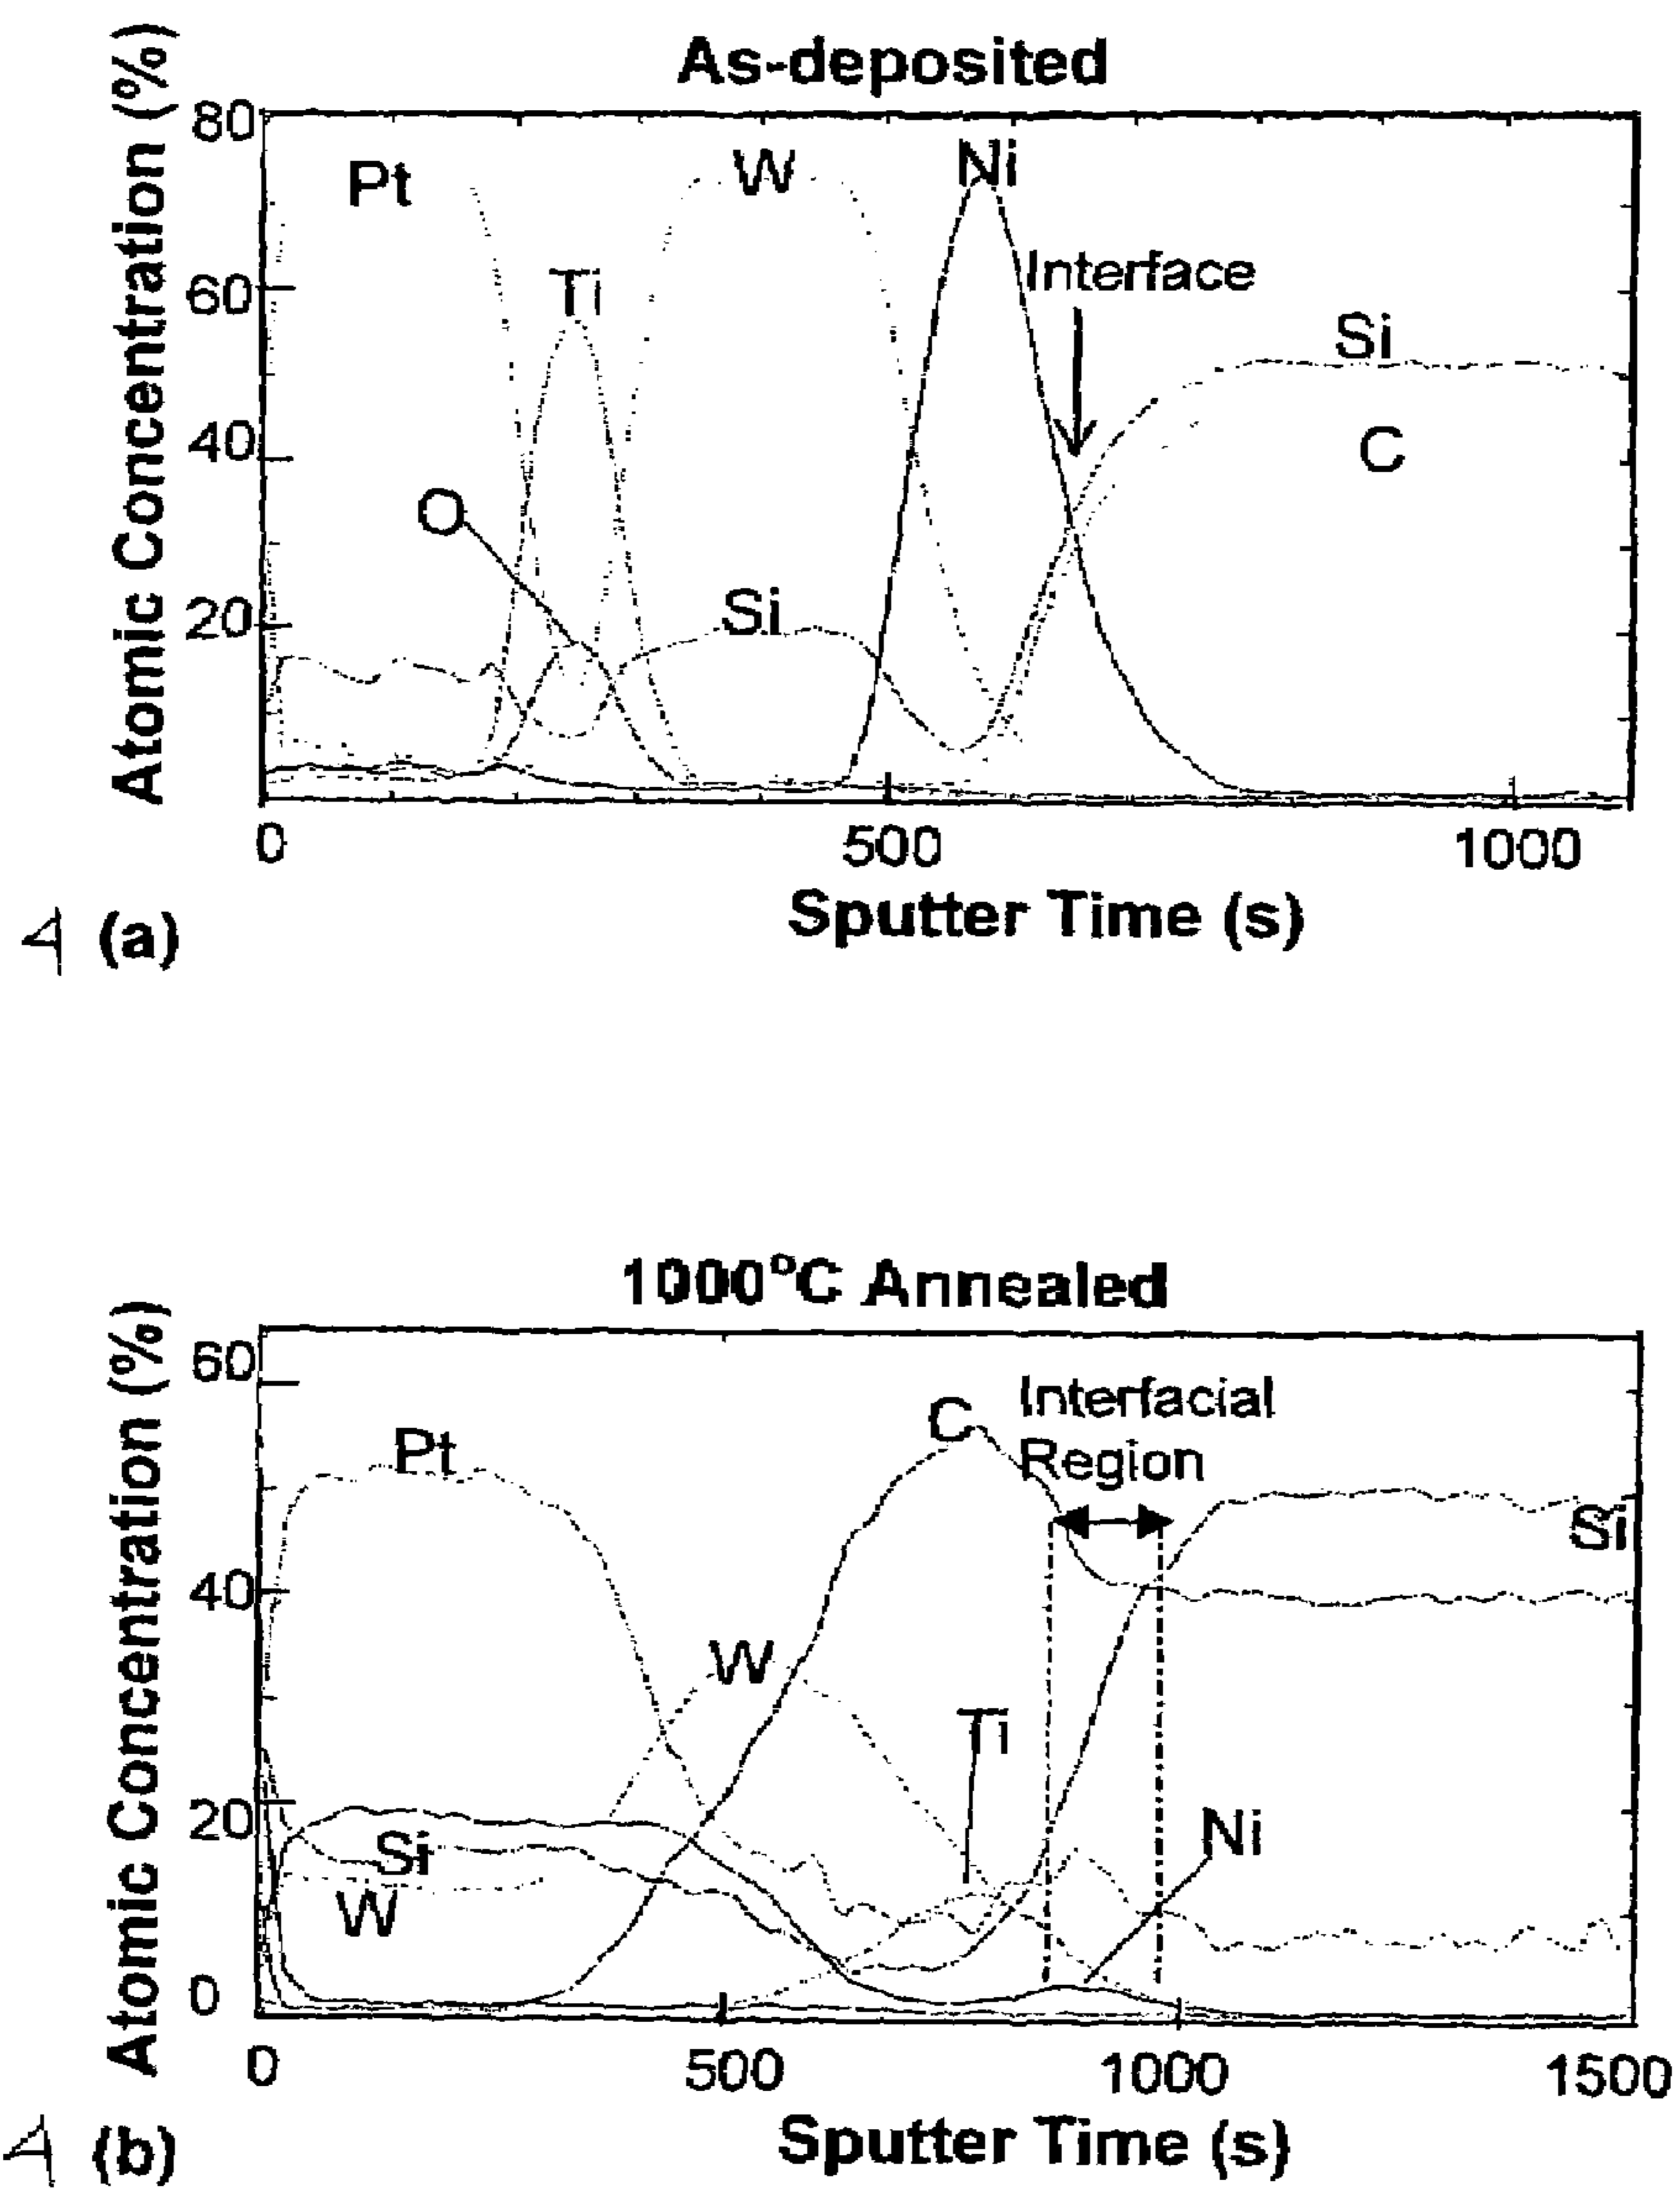 As-deposited
Atomic Concentration (%)
80
60
40
20
Pt
W
Ni
Ti
Interface
Si
C
O
Si
0
500
1000
Sputter Time (s)
(a)
1000°C Annealed
Atomic Concentration (%)
60
40
20
0
Pt
C
Interfacial
Region
Si
W
Ti
Ni
Si
W
0
500
1000
1500
Sputter Time (s)
(b)